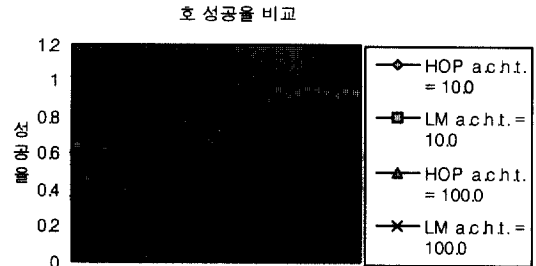 호 성공율 비교
1.2
1
0.8
0.6
0.4
0.2
0
성공율
HOP a.c.h.t.
= 10.0
LM a.c.h.t. =
10.0
HOP a.c.h.t.
= 100.0
LM a.c.h.t. =
100.0